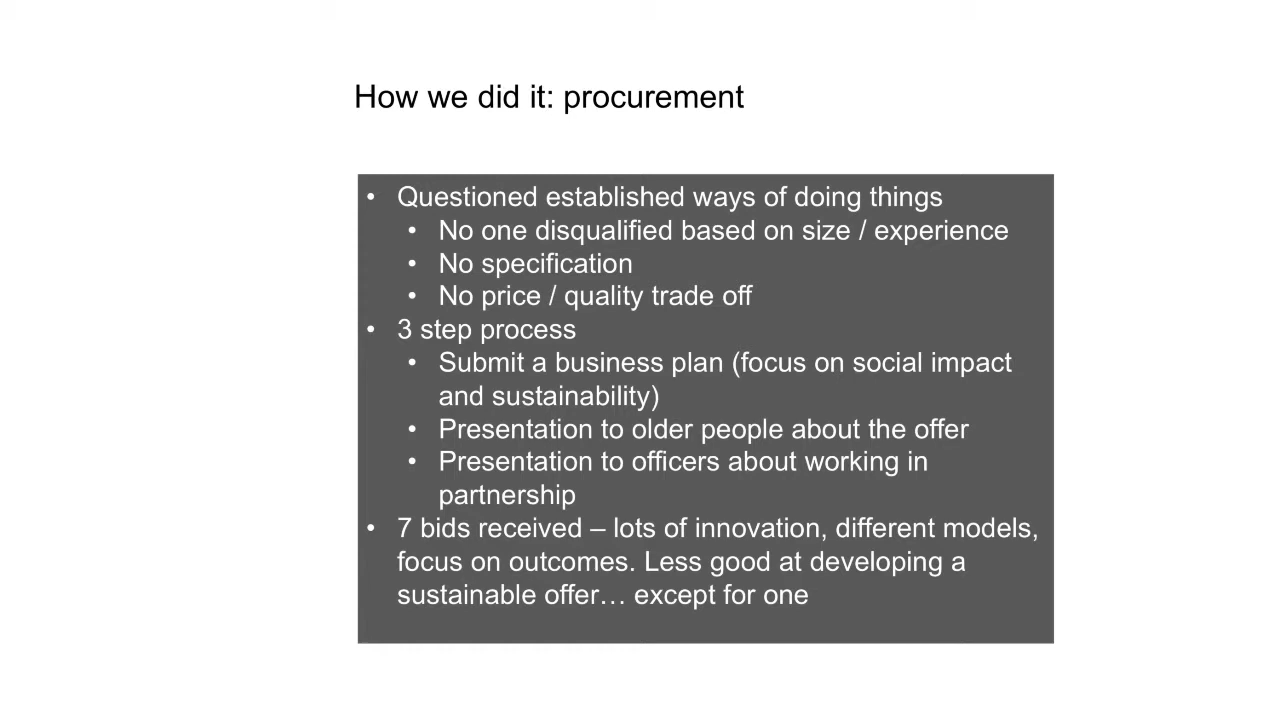 How we did it: procurement
• Questioned established ways of doing things
• No one disqualified based on size / experience
• No specification
• No price / quality trade off
• 3 step process
• Submit a business plan (focus on social impact
and sustainability)
• Presentation to older people about the offer
• Presentation to officers about working in
partnership
• 7 bids received – lots of innovation, different models,
focus on outcomes. Less good at developing a
sustainable offer… except for one